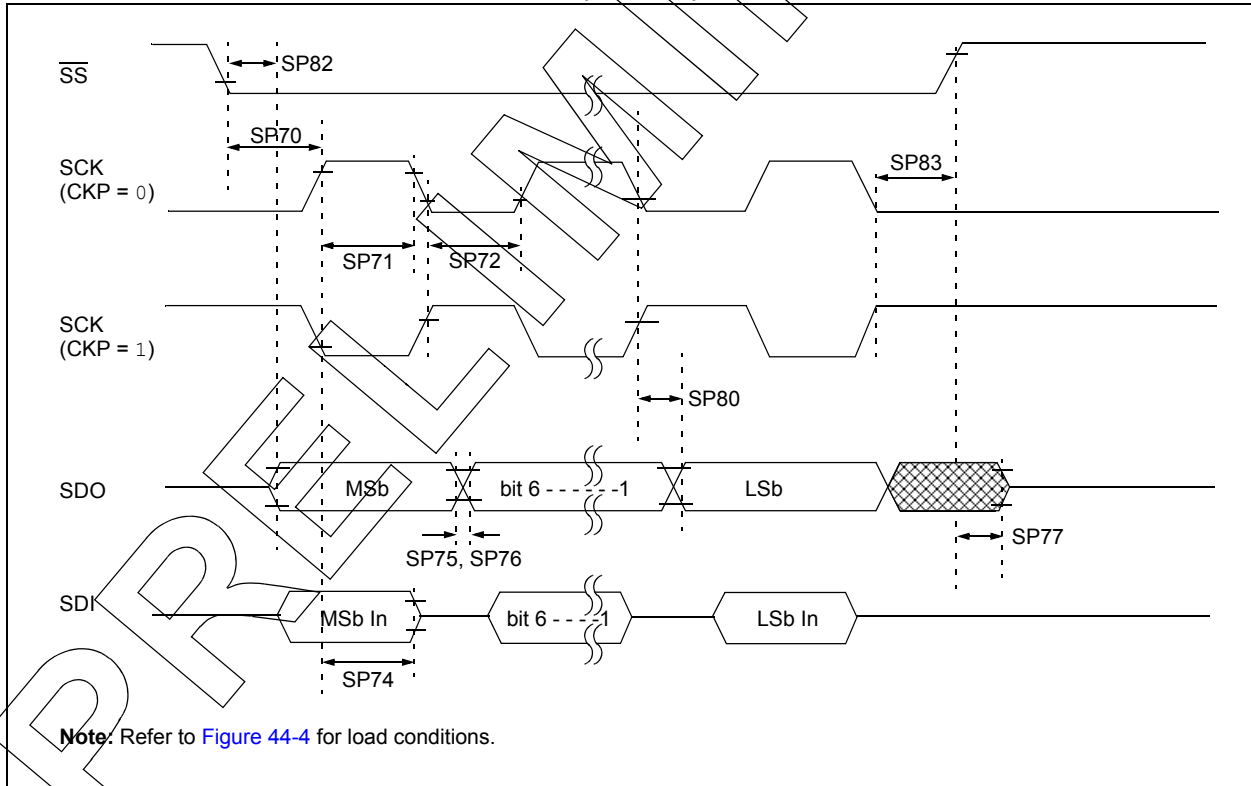 SS
SP82
SP70
SCK
(CKP = 0)
SP83
SP71
SP72
SCK
(CKP = 1)
SP80
SDO
MSb
bit 6 - - - - - -1
LSb
SP75, SP76
SP77
SDI
MSb In
bit 6 - - - -1
LSb In
SP74
Note: Refer to Figure 44-4 for load conditions.
PRELIMIN